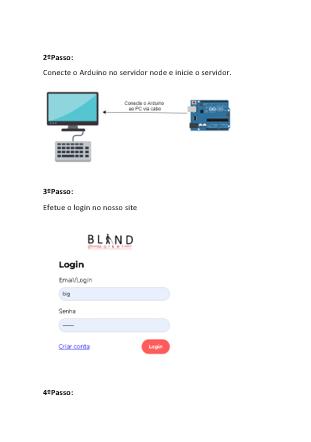 2ºPasso:
Conecte o Arduino no servidor node e inicie o servidor.
Conecte o Arduino
ao PC via cabo
3ºPasso:
Efetue o login no nosso site
BLIND
Login
Email/Login
big
Senha
Criar conta
Login
4ºPasso: